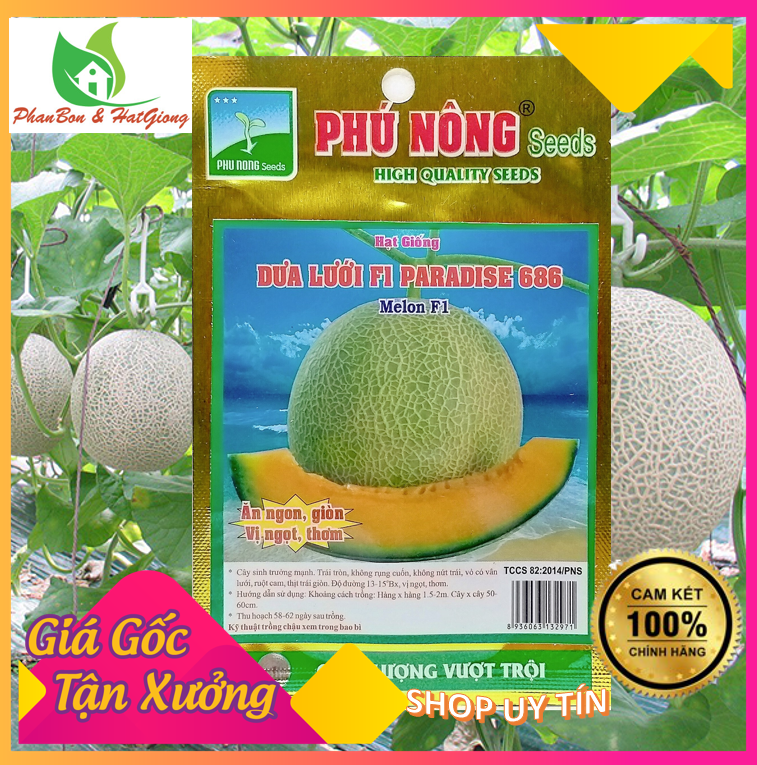 PhanBon & HatGiong
PHU NONG Seeds
PHÚ NÔNG® Seeds
HIGH QUALITY SEEDS
Hạt Giống
DƯA LƯỚI F1 PARADISE 686
Melon F1
Ăn ngon, giòn
Vị ngọt, thơm
* Cây sinh trưởng mạnh. Trái tròn, không rụng cuốn, không nứt trái, vỏ có vân
lưới, ruột cam, thịt trái giòn. Độ đường 13-15°Bx, vị ngọt, thơm.
* Hướng dẫn sử dụng: Khoảng cách trồng: Hàng x hàng 1.5-2m. Cây x cây 50-
60cm.
* Thu hoạch 58-62 ngày sau trồng.
Kỹ thuật trồng chậu xem trong bao bì
TCCS 82:2014/PNS
8 936063 132971
LƯỢNG VƯỢT TRỘI
CAM KẾT
100%
CHÍNH HÃNG
Giá Gốc
Tận Xưởng
SHOP UY TÍN